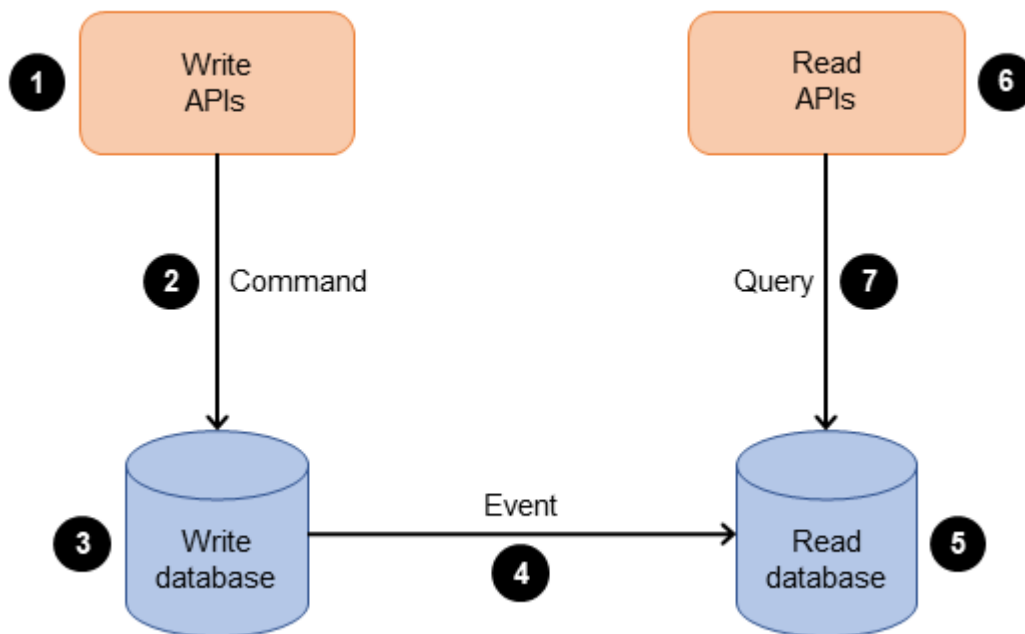 1
Write
APIs
Read
APIs
6
2
Command
Query
7
3
Write
database
Event
4
Read
database
5